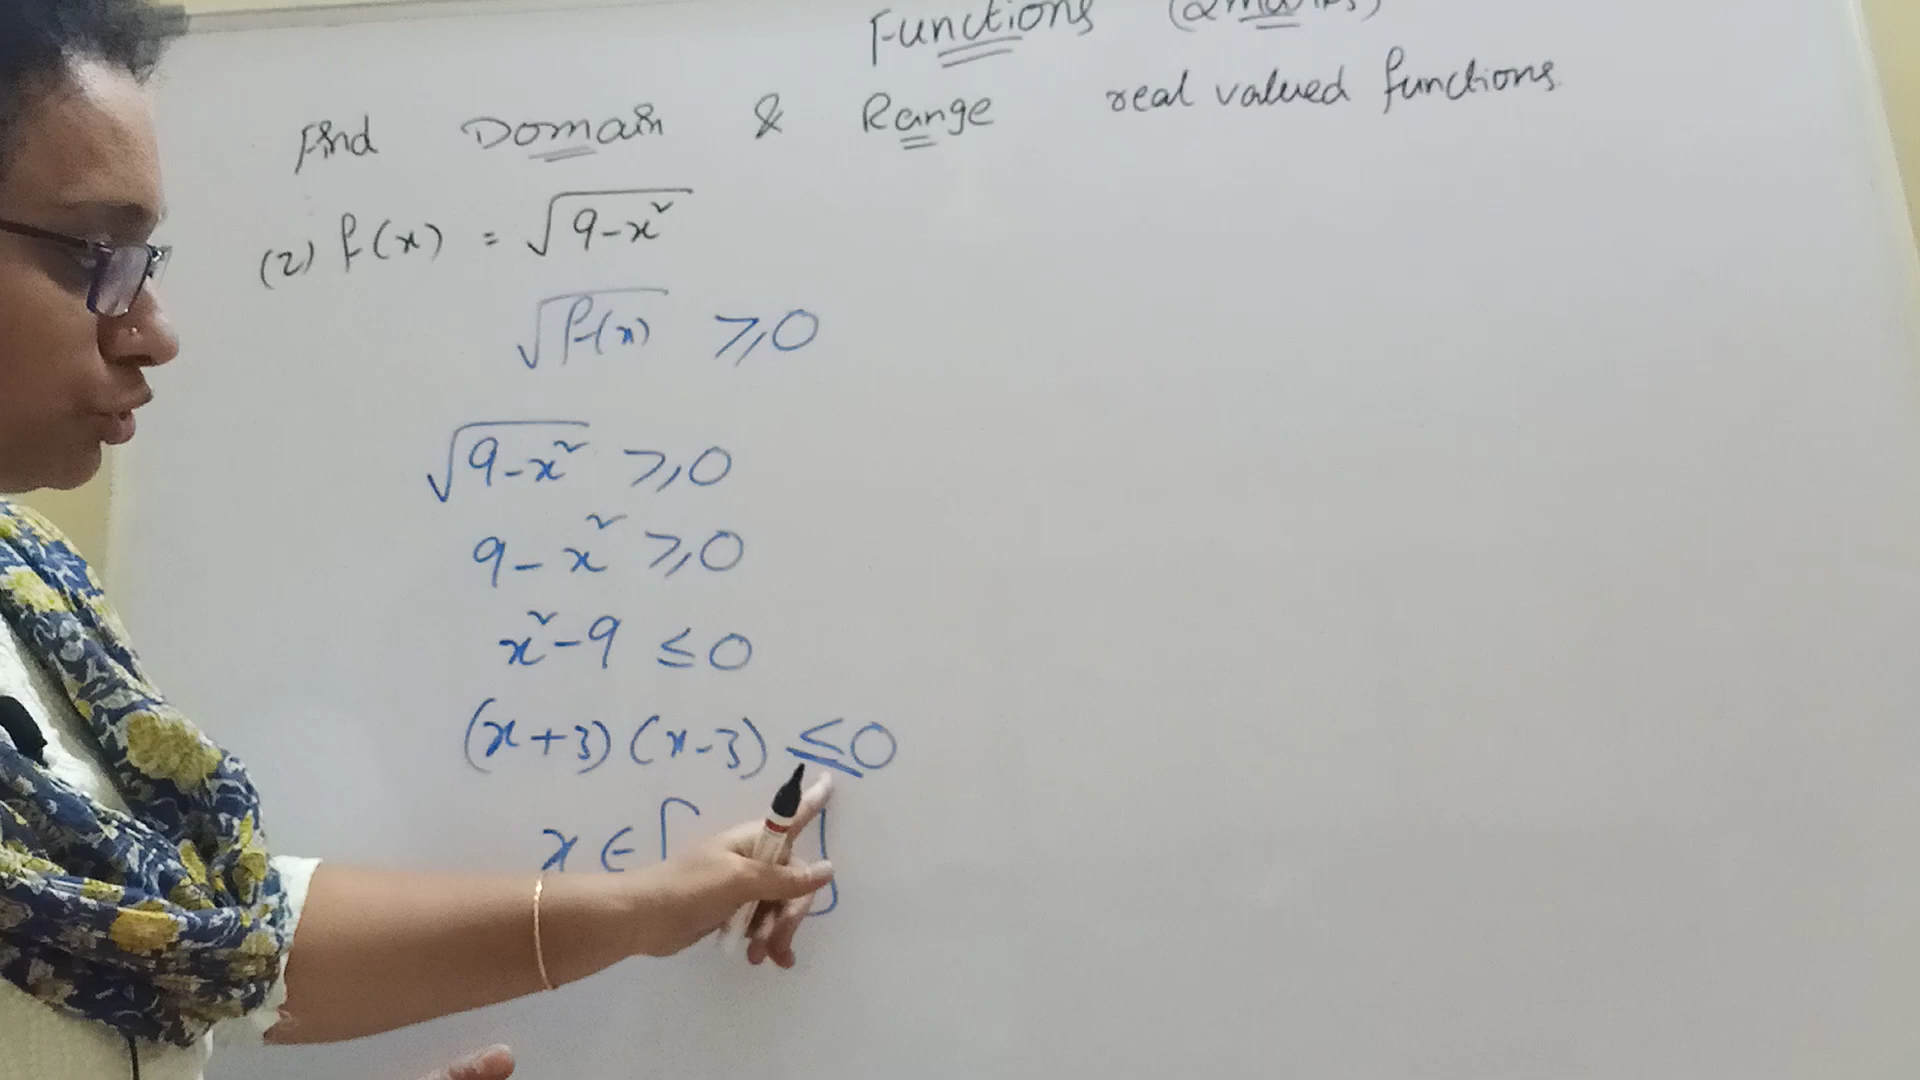 Functions (2marks)
Find Domain & Range real valued functions
(2) f(x) = √9-x²
√f(x) ≥0
√9-x² ≥0
9-x² ≥0
x²-9 ≤0
(x+3)(x-3) ≤0
x ∈ [ ]